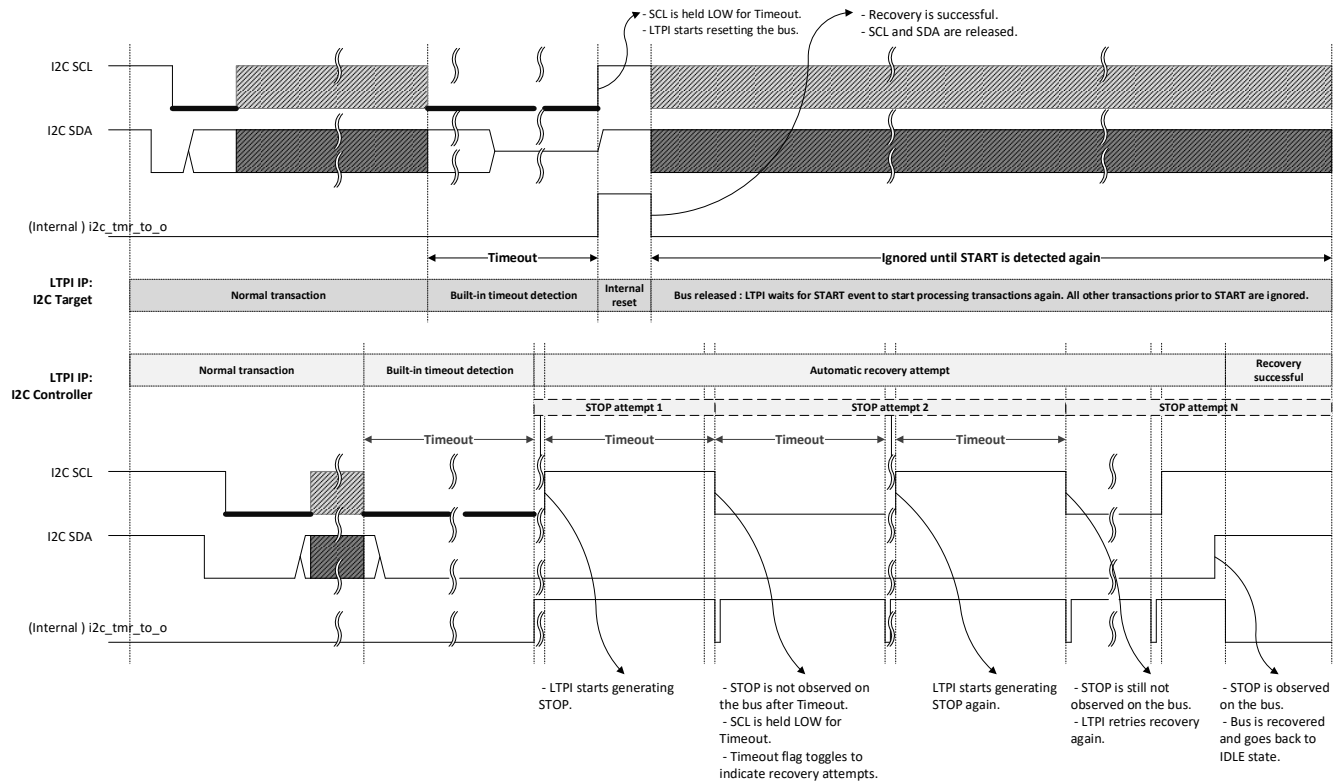 - SCL is held LOW for Timeout.
- LTPI starts resetting the bus.
- Recovery is successful.
- SCL and SDA are released.
I2C SCL
I2C SDA
(Internal ) i2c_tmr_to_o
Timeout
Ignored until START is detected again
LTPI IP:
I2C Target
Normal transaction
Built-in timeout detection
Internal
reset
Bus released : LTPI waits for START event to start processing transactions again. All other transactions prior to START are ignored.
LTPI IP:
I2C Controller
Normal transaction
Built-in timeout detection
Automatic recovery attempt
Recovery
successful
STOP attempt 1
STOP attempt 2
STOP attempt N
Timeout
Timeout
Timeout
Timeout
I2C SCL
I2C SDA
(Internal ) i2c_tmr_to_o
- LTPI starts generating
STOP.
- STOP is not observed on
the bus after Timeout.
- SCL is held LOW for
Timeout.
- Timeout flag toggles to
indicate recovery attempts.
LTPI starts generating
STOP again.
- STOP is still not
observed on the bus.
- LTPI retries recovery
again.
- STOP is observed
on the bus.
- Bus is recovered
and goes back to
IDLE state.